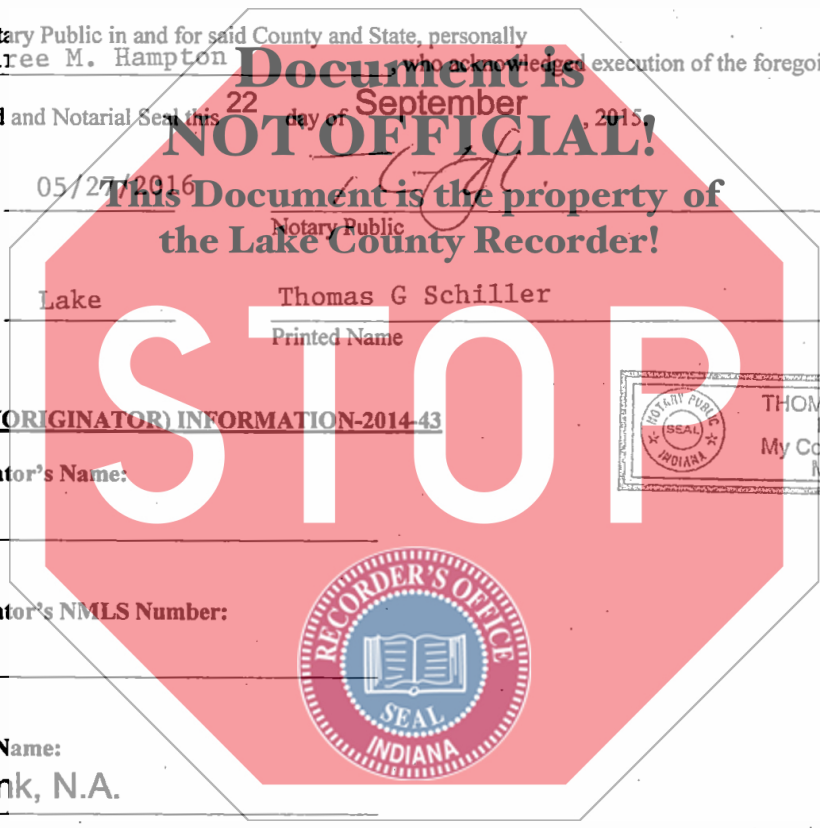 tary Public in and for said County and State, personally
ree M. Hampton, who acknowledged execution of the foregoi
Document is
d and Notarial Seal this 22 day of September, 2015.
NOT OFFICIAL!
05/27/2016
This Document is the property of
Notary Public
the Lake County Recorder!
Lake Thomas G Schiller
Printed Name
STOP
(ORIGINATOR) INFORMATION-2014-43
NOTARY PUBLIC
SEAL
INDIANA
THOM
My Co
tor's Name:
tor's NMLS Number:
RECORDER'S OFFICE
SEAL
INDIANA
Name:
nk, N.A.